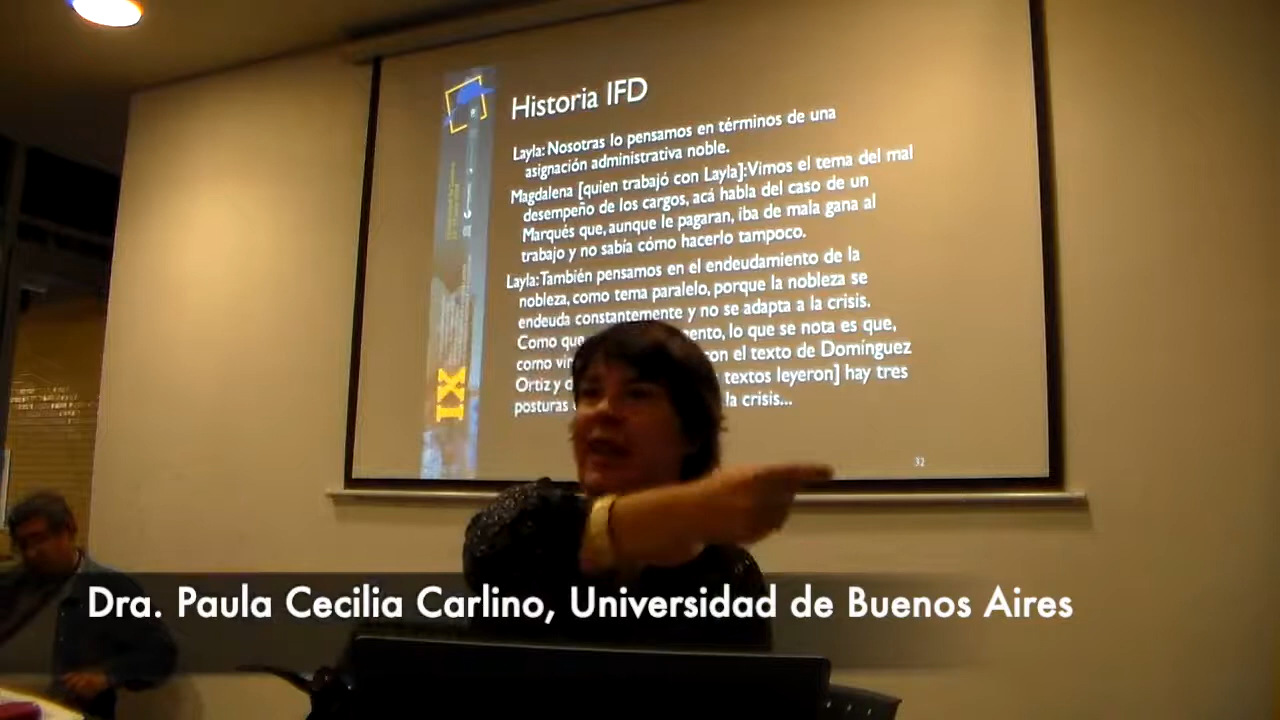 Historia IFD
Layla: Nosotras lo pensamos en términos de una
asignación administrativa noble.
Magdalena [quien trabajó con Layla]: Vimos el tema del mal
desempeño de los cargos, acá habla del caso de un
Marqués que, aunque le pagaran, iba de mala gana al
trabajo y no sabía cómo hacerlo tampoco.
Layla: También pensamos en el endeudamiento de la
nobleza, como tema paralelo, porque la nobleza se
endeuda constantemente y no se adapta a la crisis.
Como que lo que se nota es que,
como con el texto de Domínguez
Ortiz y textos leyeron] hay tres
posturas la crisis...
32
IX
Dra. Paula Cecilia Carlino, Universidad de Buenos Aires